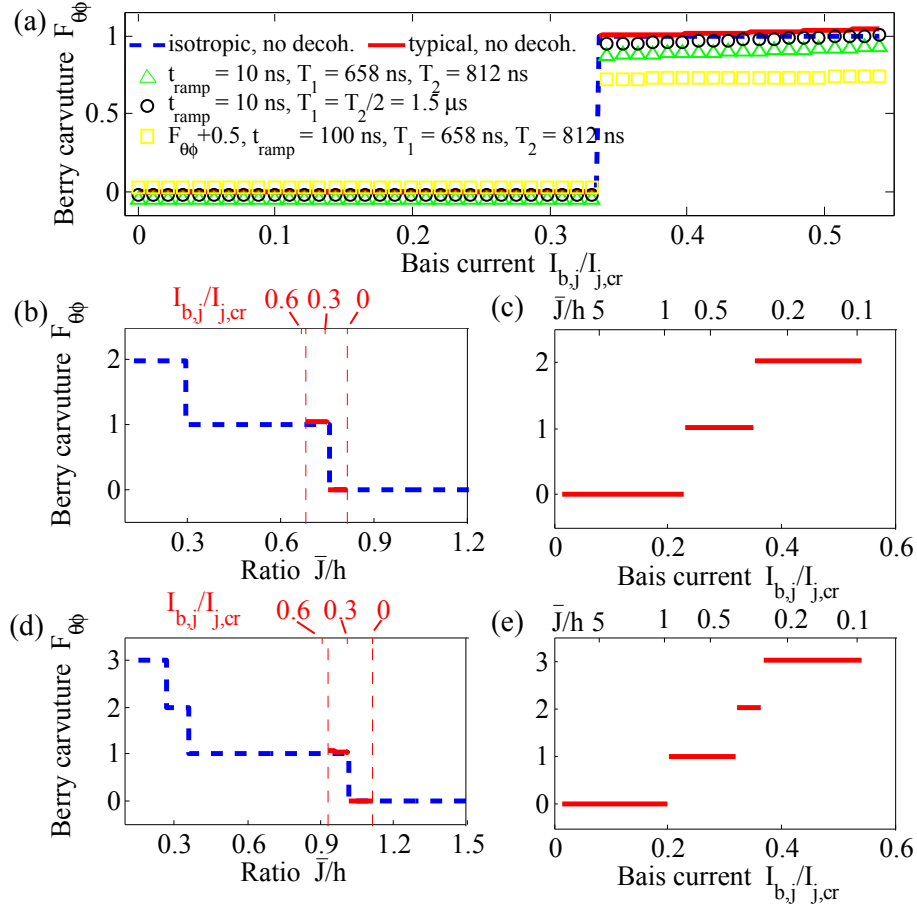 (a)
Berry carvuture F_θϕ
1
0.5
0
isotropic, no decoh. typical, no decoh.
t_ramp = 10 ns, T_1 = 658 ns, T_2 = 812 ns
t_ramp = 10 ns, T_1 = T_2/2 = 1.5 µs
F_θϕ+0.5, t_ramp = 100 ns, T_1 = 658 ns, T_2 = 812 ns
0 0.1 0.2 0.3 0.4 0.5
Bais current I_b,j/I_j,cr
(b)
I_b,j/I_j,cr 0.6 0.3 0
Berry carvuture F_θϕ
2
1
0
0.3 0.6 0.9 1.2
Ratio J̄/h
(c)
J̄/h 5 1 0.5 0.2 0.1
2
1
0
0 0.2 0.4 0.6
Bais current I_b,j/I_j,cr
(d)
I_b,j/I_j,cr 0.6 0.3 0
Berry carvuture F_θϕ
3
2
1
0
0.3 0.6 0.9 1.2 1.5
Ratio J̄/h
(e)
J̄/h 5 1 0.5 0.2 0.1
3
2
1
0
0 0.2 0.4 0.6
Bais current I_b,j/I_j,cr